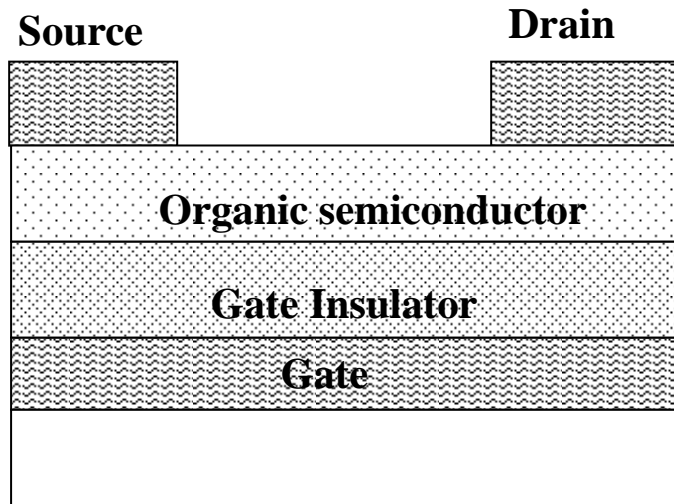 Source
Drain
Organic semiconductor
Gate Insulator
Gate